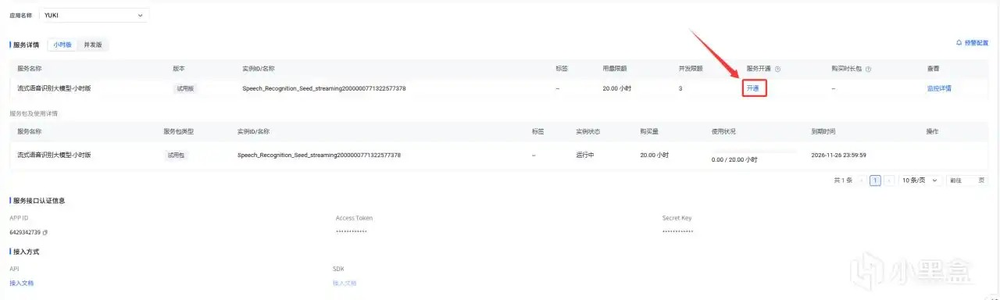 应用名称 YUKI
服务详情 小时版 并发版 预警配置
服务名称 版本 实例ID/名称 标签 用量限额 并发限额 服务开通 购买时长包 查看
流式语音识别大模型-小时版 试用版 Speech_Recognition_Seed_streaming2000000771322577378 -- 20.00 小时 3 开通 -- 监控详情
服务包及使用详情
服务名称 服务包类型 实例ID/名称 标签 实例状态 购买量 使用状况 到期时间 操作
流式语音识别大模型-小时版 试用包 Speech_Recognition_Seed_streaming2000000771322577378 -- 运行中 20.00 小时 0.00 / 20.00 小时 2026-11-26 23:59:59
共 1 条 1 10 条/页 前往 页
服务接口认证信息
APP ID Access Token Secret Key
6429342739 ************ ************
接入方式
API SDK
接入文档 接入文档
小黑盒